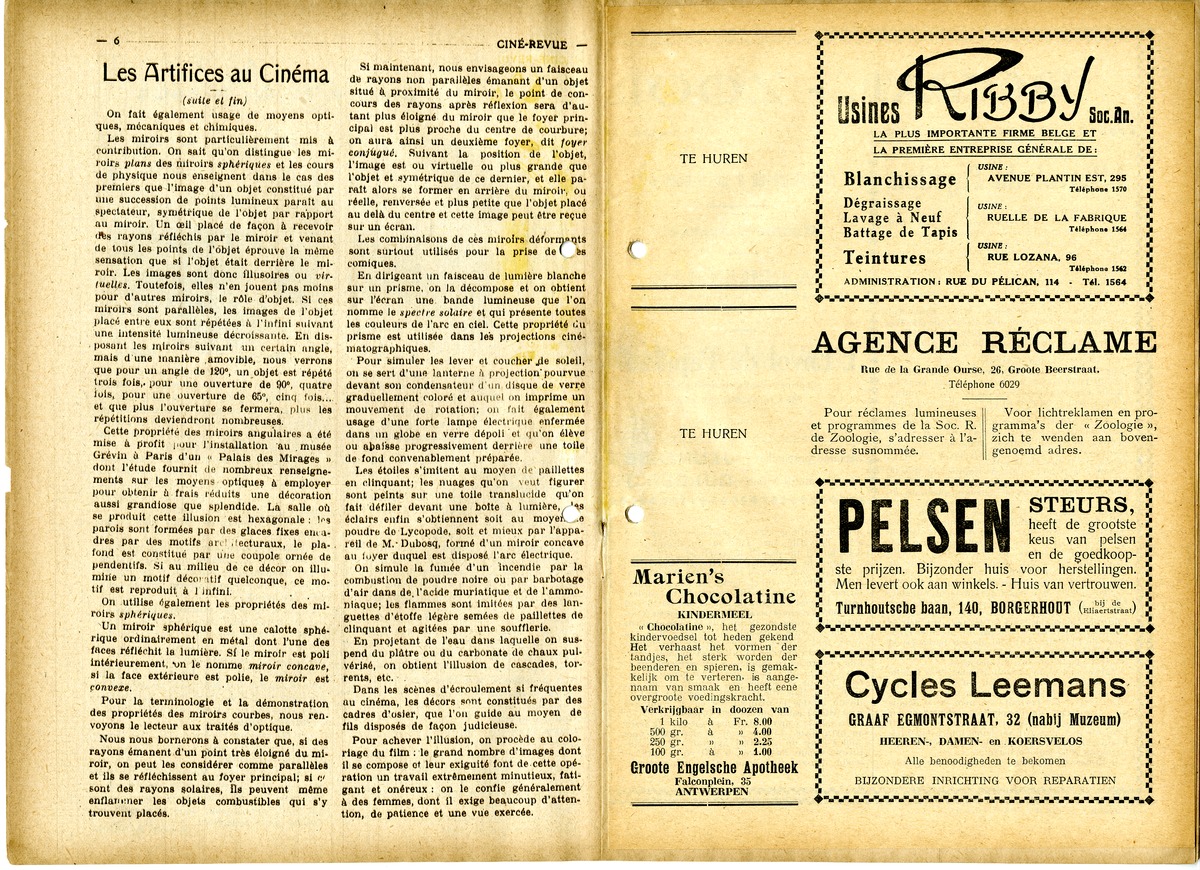 — 6
CINÉ-REVUE —
Les Artifices au Cinéma
(suite et fin)
On fait également usage de moyens opti-
ques, mécaniques et chimiques.
Les miroirs sont particulièrement mis à
contribution. On sait qu'on distingue les mi-
roirs plans des miroirs sphériques et les cours
de physique nous enseignent dans le cas des
premiers que l'image d'un objet constitué par
une succession de points lumineux paraît au
spectateur, symétrique de l'objet par rapport
au miroir. Un œil placé de façon à recevoir
des rayons réfléchis par le miroir et venant
de tous les points de l'objet éprouve la même
sensation que si l'objet était derrière le mi-
roir. Les images sont donc illusoires ou vir-
tuelles. Toutefois, elles n'en jouent pas moins
pour d'autres miroirs, le rôle d'objet. Si ces
miroirs sont parallèles, les images de l'objet
placé entre eux sont répétées à l'infini suivant
une intensité lumineuse décroissante. En dis-
posant les miroirs suivant un certain angle,
mais d'une manière amovible, nous verrons
que pour un angle de 120°, un objet est répété
trois fois, pour une ouverture de 90°, quatre
fois, pour une ouverture de 65°, cinq fois....
et que plus l'ouverture se fermera, plus les
répétitions deviendront nombreuses.
Cette propriété des miroirs angulaires a été
mise à profit pour l'installation au musée
Grévin à Paris d'un « Palais des Mirages »
dont l'étude fournit de nombreux renseigne-
ments sur les moyens optiques à employer
pour obtenir à frais réduits une décoration
aussi grandiose que splendide. La salle où
se produit cette illusion est hexagonale : les
parois sont formées par des glaces fixes enca-
drées par des motifs architecturaux, le pla-
fond est constitué par une coupole ornée de
pendentifs. Si au milieu de ce décor on illu-
mine un motif décoratif quelconque, ce mo-
tif est reproduit à l'infini.
On utilise également les propriétés des mi-
roirs sphériques.
Un miroir sphérique est une calotte sphé-
rique ordinairement en métal dont l'une des
faces réfléchit la lumière. Si le miroir est poli
intérieurement, on le nomme miroir concave,
si la face extérieure est polie, le miroir est
convexe.
Pour la terminologie et la démonstration
des propriétés des miroirs courbes, nous ren-
voyons le lecteur aux traités d'optique.
Nous nous bornerons à constater que, si des
rayons émanent d'un point très éloigné du mi-
roir, on peut les considérer comme parallèles
et ils se réfléchissent au foyer principal; si ce
sont des rayons solaires, ils peuvent même
enflammer les objets combustibles qui s'y
trouvent placés.
Si maintenant, nous envisageons un faisceau
de rayons non parallèles émanant d'un objet
situé à proximité du miroir, le point de con-
cours des rayons après réflexion sera d'au-
tant plus éloigné du miroir que le foyer prin-
cipal est plus proche du centre de courbure;
on aura ainsi un deuxième foyer, dit foyer
conjugué. Suivant la position de l'objet,
l'image est ou virtuelle ou plus grande que
l'objet et symétrique de ce dernier, et elle pa-
raît alors se former en arrière du miroir, ou
réelle, renversée et plus petite que l'objet placé
au delà du centre et cette image peut être reçue
sur un écran.
Les combinaisons de ces miroirs déformants
sont surtout utilisés pour la prise de
comiques.
En dirigeant un faisceau de lumière blanche
sur un prisme, on la décompose et on obtient
sur l'écran une bande lumineuse que l'on
nomme le spectre solaire et qui présente toutes
les couleurs de l'arc en ciel. Cette propriété du
prisme est utilisée dans les projections ciné-
matographiques.
Pour simuler les lever et coucher de soleil,
on se sert d'une lanterne à projection pourvue
devant son condensateur d'un disque de verre
graduellement coloré et auquel on imprime un
mouvement de rotation; on fait également
usage d'une forte lampe électrique enfermée
dans un globe en verre dépoli et qu'on élève
ou abaisse progressivement derrière une toile
de fond convenablement préparée.
Les étoiles s'imitent au moyen de paillettes
en clinquant; les nuages qu'on veut figurer
sont peints sur une toile translucide qu'on
fait défiler devant une boîte à lumière, les
éclairs enfin s'obtiennent soit au moyen de
poudre de Lycopode, soit et mieux par l'appa-
reil de M. Dubosq, formé d'un miroir concave
au foyer duquel est disposé l'arc électrique.
On simule la fumée d'un incendie par la
combustion de poudre noire ou par barbotage
d'air dans de l'acide muriatique et de l'ammo-
niaque; les flammes sont imitées par des lan-
guettes d'étoffe légère semées de paillettes de
clinquant et agitées par une soufflerie.
En projetant de l'eau dans laquelle on sus-
pend du plâtre ou du carbonate de chaux pul-
vérisé, on obtient l'illusion de cascades, tor-
rents, etc.
Dans les scènes d'écroulement si fréquentes
au cinéma, les décors sont constitués par des
cadres d'osier, que l'on guide au moyen de
fils disposés de façon judicieuse.
Pour achever l'illusion, on procède au colo-
riage du film : le grand nombre d'images dont
il se compose et leur exiguité font de cette opé-
ration un travail extrêmement minutieux, fati-
gant et onéreux : on le confie généralement
à des femmes, dont il exige beaucoup d'atten-
tion, de patience et une vue exercée.
TE HUREN
TE HUREN
Marien's
Chocolatine
KINDERMEEL
« Chocolatine », het gezondste
kindervoedsel tot heden gekend
Het verhaast het vormen der
tandjes, het sterk worden der
beenderen en spieren, is gemak-
kelijk om te verteren, is aange-
naam van smaak en heeft eene
overgroote voedingskracht.
Verkrijgbaar in doozen van
1 kilo à Fr. 8.00
500 gr. à » 4.00
250 gr. » » 2.25
100 gr. à » 1.00
Groote Engelsche Apotheek
Falconplein, 35
ANTWERPEN
Usines RIBBY Soc. An.
LA PLUS IMPORTANTE FIRME BELGE ET
LA PREMIÈRE ENTREPRISE GÉNÉRALE DE:
Blanchissage
USINE:
AVENUE PLANTIN EST, 295
Téléphone 1570
Dégraissage
Lavage à Neuf
Battage de Tapis
USINE:
RUELLE DE LA FABRIQUE
Téléphone 1564
Teintures
USINE:
RUE LOZANA, 96
Téléphone 1562
ADMINISTRATION: RUE DU PÉLICAN, 114 - Tél. 1564
AGENCE RÉCLAME
Rue de la Grande Ourse, 26, Groote Beerstraat.
Téléphone 6029
Pour réclames lumineuses
et programmes de la Soc. R.
de Zoologie, s'adresser à l'a-
dresse susnommée.
Voor lichtreklamen en pro-
gramma's der « Zoologie »,
zich te wenden aan boven-
genoemd adres.
PELSEN STEURS,
heeft de grootste
keus van pelsen
en de goedkoop-
ste prijzen. Bijzonder huis voor herstellingen.
Men levert ook aan winkels. - Huis van vertrouwen.
Turnhoutsche baan, 140, BORGERHOUT (bij de Eliaertstraat)
Cycles Leemans
GRAAF EGMONTSTRAAT, 32 (nabij Muzeum)
HEEREN-, DAMEN- en KOERSVELOS
Alle benoodigheden te bekomen
BIJZONDERE INRICHTING VOOR REPARATIEN